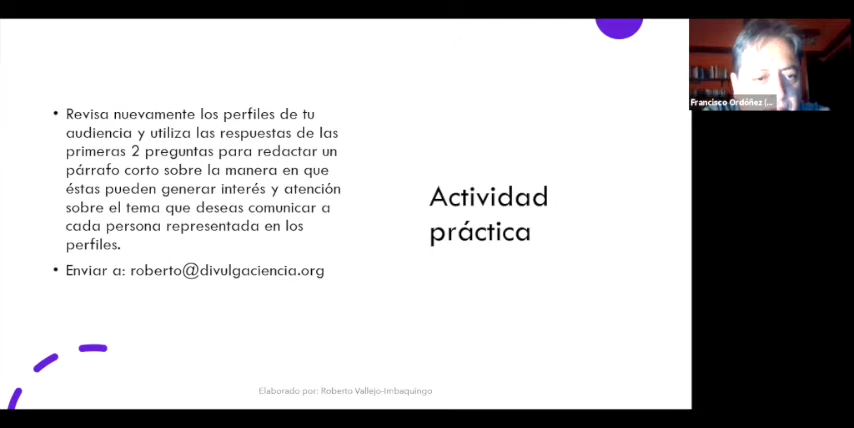 • Revisa nuevamente los perfiles de tu
audiencia y utiliza las respuestas de las
primeras 2 preguntas para redactar un
párrafo corto sobre la manera en que
éstas pueden generar interés y atención
sobre el tema que deseas comunicar a
cada persona representada en los
perfiles.
• Enviar a: roberto@divulgaciencia.org
Actividad
práctica
Elaborado por: Roberto Vallejo-Imbaquingo
Francisco Ordóñez (...